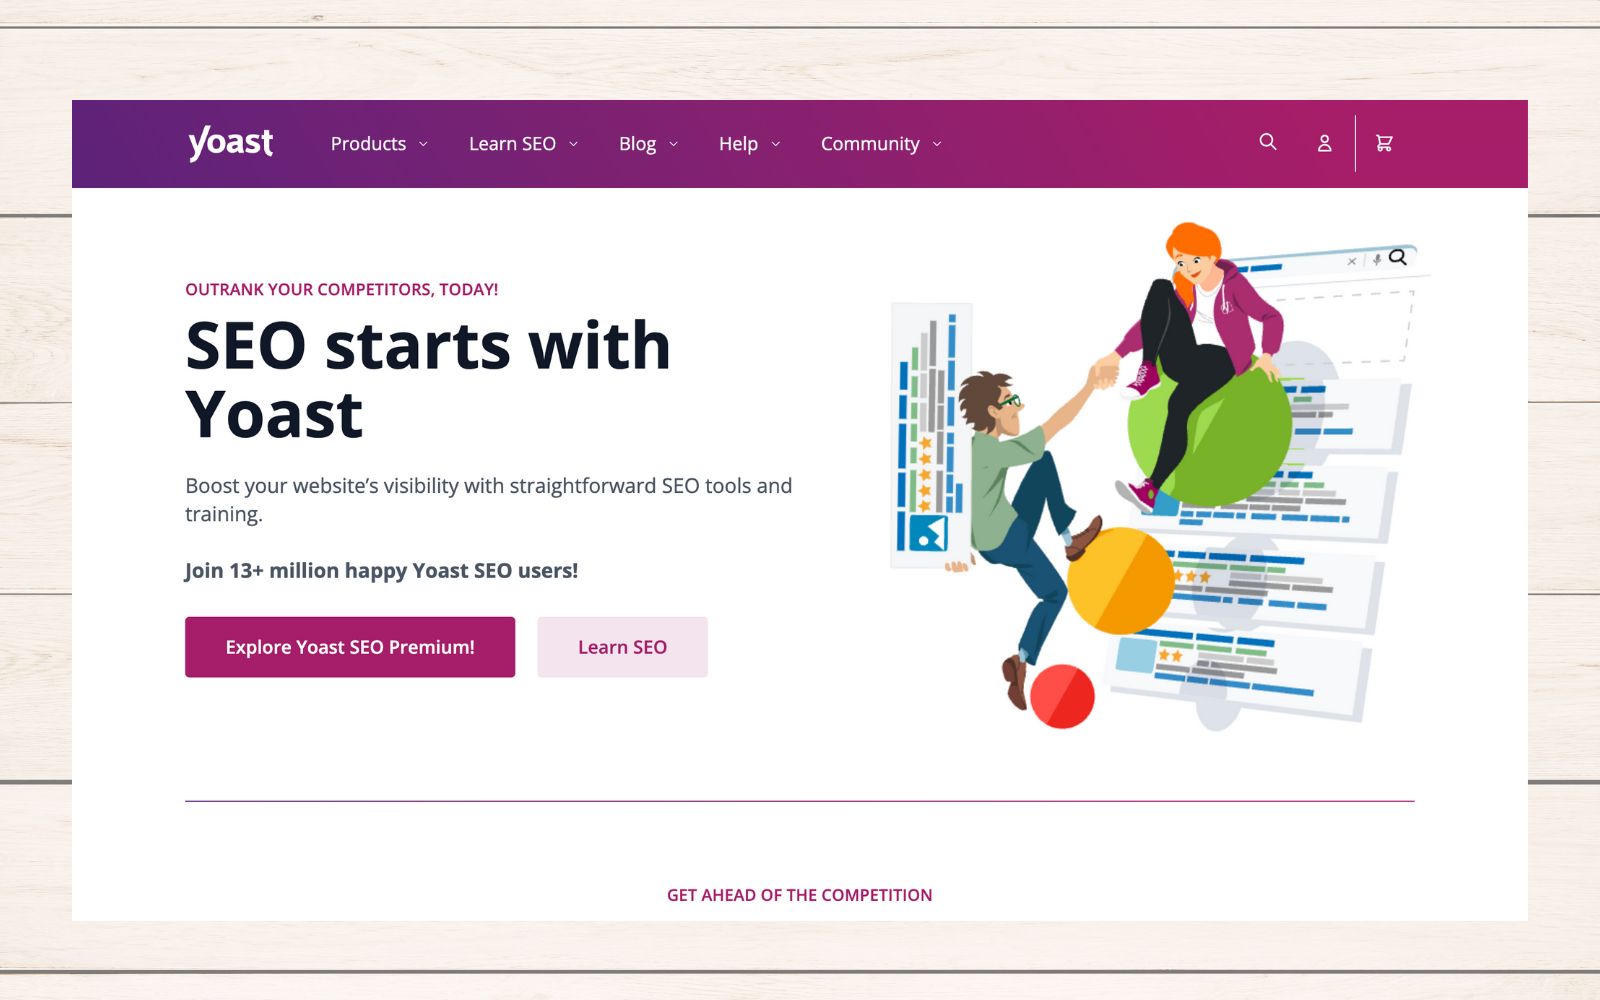 yoast
Products
Learn SEO
Blog
Help
Community
OUTRANK YOUR COMPETITORS, TODAY!
SEO starts with
Yoast
Boost your website’s visibility with straightforward SEO tools and
training.
Join 13+ million happy Yoast SEO users!
Explore Yoast SEO Premium!
Learn SEO
GET AHEAD OF THE COMPETITION